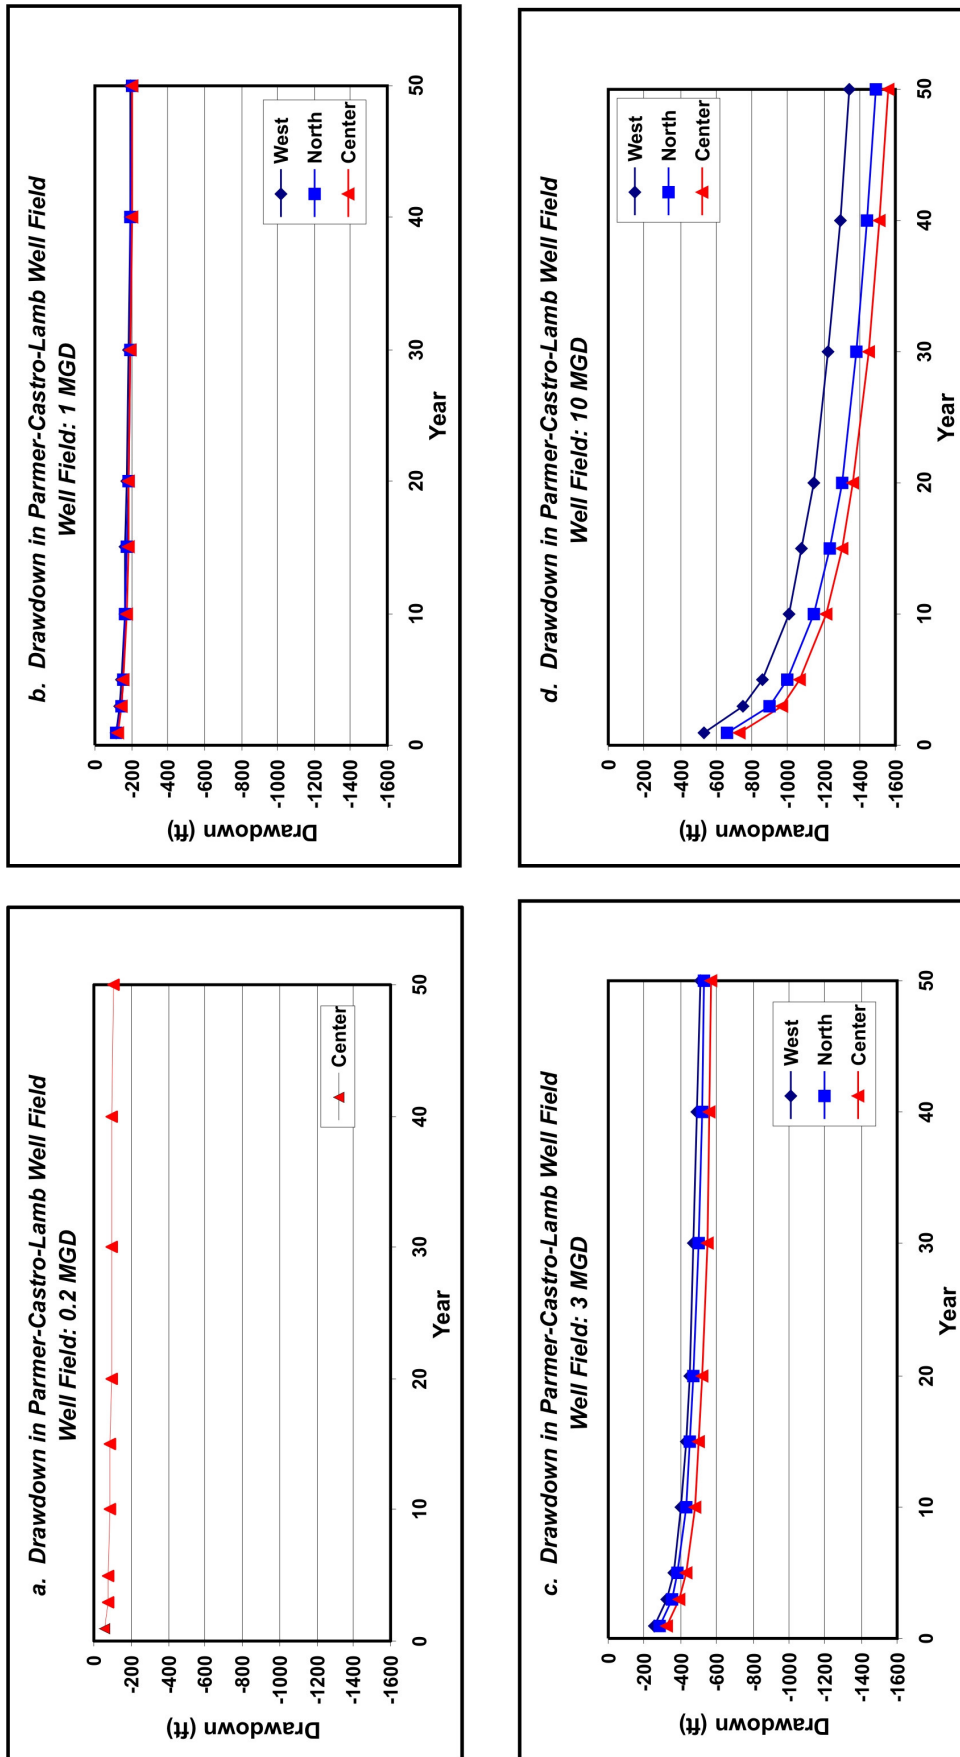 a. Drawdown in Parmer-Castro-Lamb Well Field
Well Field: 0.2 MGD
0
-200
-400
-600
-800
-1000
-1200
-1400
-1600
Drawdown (ft)
0 10 20 30 40 50
Year
Center
b. Drawdown in Parmer-Castro-Lamb Well Field
Well Field: 1 MGD
0
-200
-400
-600
-800
-1000
-1200
-1400
-1600
Drawdown (ft)
0 10 20 30 40 50
Year
West
North
Center
c. Drawdown in Parmer-Castro-Lamb Well Field
Well Field: 3 MGD
-200
-400
-600
-800
-1000
-1200
-1400
-1600
Drawdown (ft)
0 10 20 30 40 50
Year
West
North
Center
d. Drawdown in Parmer-Castro-Lamb Well Field
Well Field: 10 MGD
-200
-400
-600
-800
-1000
-1200
-1400
-1600
Drawdown (ft)
0 10 20 30 40 50
Year
West
North
Center